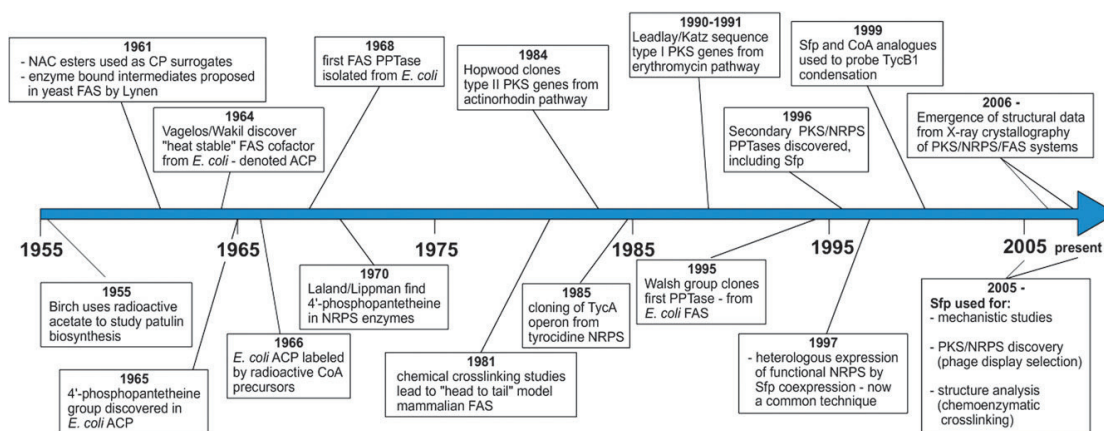 1961
- NAC esters used as CP surrogates
- enzyme bound intermediates proposed
in yeast FAS by Lynen
1964
Vagelos/Wakil discover
"heat stable" FAS cofactor
from E. coli - denoted ACP
1968
first FAS PPTase
isolated from E. coli
1984
Hopwood clones
type II PKS genes from
actinorhodin pathway
1990-1991
Leadlay/Katz sequence
type I PKS genes from
erythromycin pathway
1996
Secondary PKS/NRPS
PPTases discovered,
including Sfp
1999
Sfp and CoA analogues
used to probe TycB1
condensation
2006 -
Emergence of structural data
from X-ray crystallography
of PKS/NRPS/FAS systems
1955
1965
1975
1985
1995
2005
present
1955
Birch uses radioactive
acetate to study patulin
biosynthesis
1965
4'-phosphopantetheine
group discovered in
E. coli ACP
1966
E. coli ACP labeled
by radioactive CoA
precursors
1970
Laland/Lippman find
4'-phosphopantetheine
in NRPS enzymes
1981
chemical crosslinking studies
lead to "head to tail" model
mammalian FAS
1985
cloning of TycA
operon from
tyrocidine NRPS
1995
Walsh group clones
first PPTase - from
E. coli FAS
1997
- heterologous expression
of functional NRPS by
Sfp coexpression - now
a common technique
2005 -
Sfp used for:
- mechanistic studies
- PKS/NRPS discovery
(phage display selection)
- structure analysis
(chemoenzymatic
crosslinking)